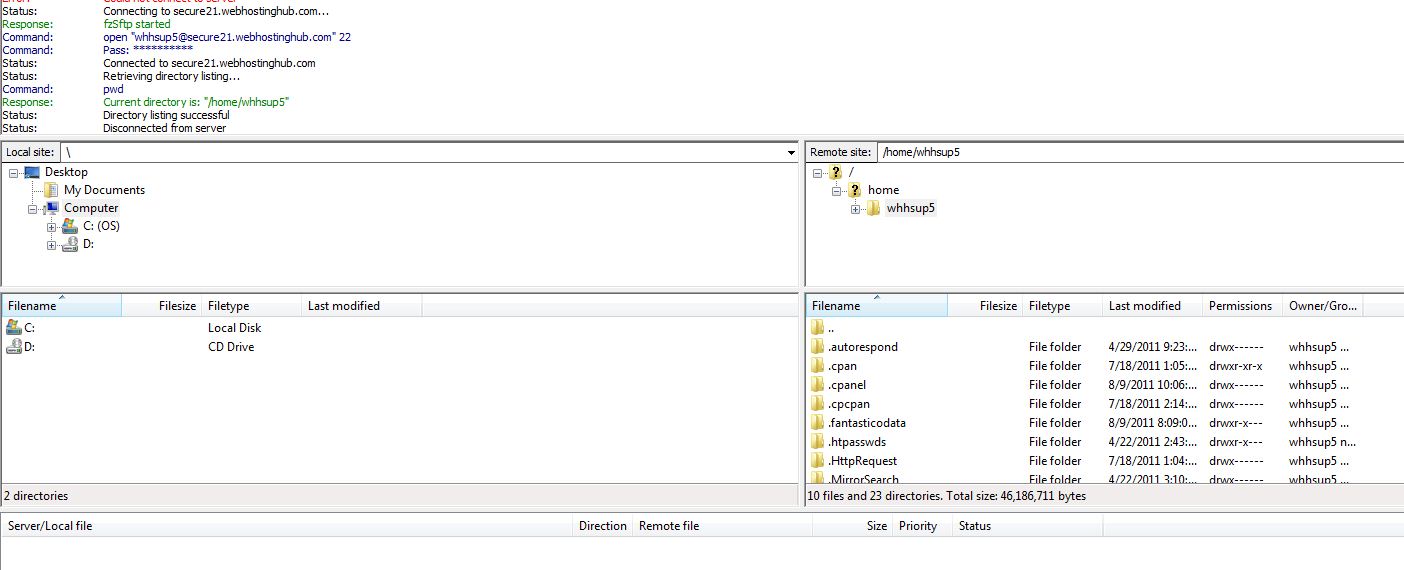 Error: Could not connect to server
Status: Connecting to secure21.webhostinghub.com...
Response: fzSftp started
Command: open "whhsup5@secure21.webhostinghub.com" 22
Command: Pass: **********
Status: Connected to secure21.webhostinghub.com
Status: Retrieving directory listing...
Command: pwd
Response: Current directory is: "/home/whhsup5"
Status: Directory listing successful
Status: Disconnected from server
Local site: \
Desktop
My Documents
Computer
C: (OS)
D:
Remote site: /home/whhsup5
/
home
whhsup5
Filename Filesize Filetype Last modified
C: Local Disk
D: CD Drive
2 directories
Filename Filesize Filetype Last modified Permissions Owner/Gro...
..
.autorespond File folder 4/29/2011 9:23:... drwx------ whhsup5 ...
.cpan File folder 7/18/2011 1:05:... drwxr-xr-x whhsup5 ...
.cpanel File folder 8/9/2011 10:06:... drwx------ whhsup5 ...
.cpcpan File folder 7/18/2011 2:14:... drwx------ whhsup5 ...
.fantasticodata File folder 8/9/2011 8:09:0... drwxr-x--- whhsup5 ...
.htpasswds File folder 4/22/2011 2:43:... drwxr-x--- whhsup5 n...
.HttpRequest File folder 7/18/2011 1:04:... drwx------ whhsup5 ...
.MirrorSearch File folder 4/22/2011 3:10:... drwx------ whhsup5 ...
10 files and 23 directories. Total size: 46,186,711 bytes
Server/Local file Direction Remote file Size Priority Status